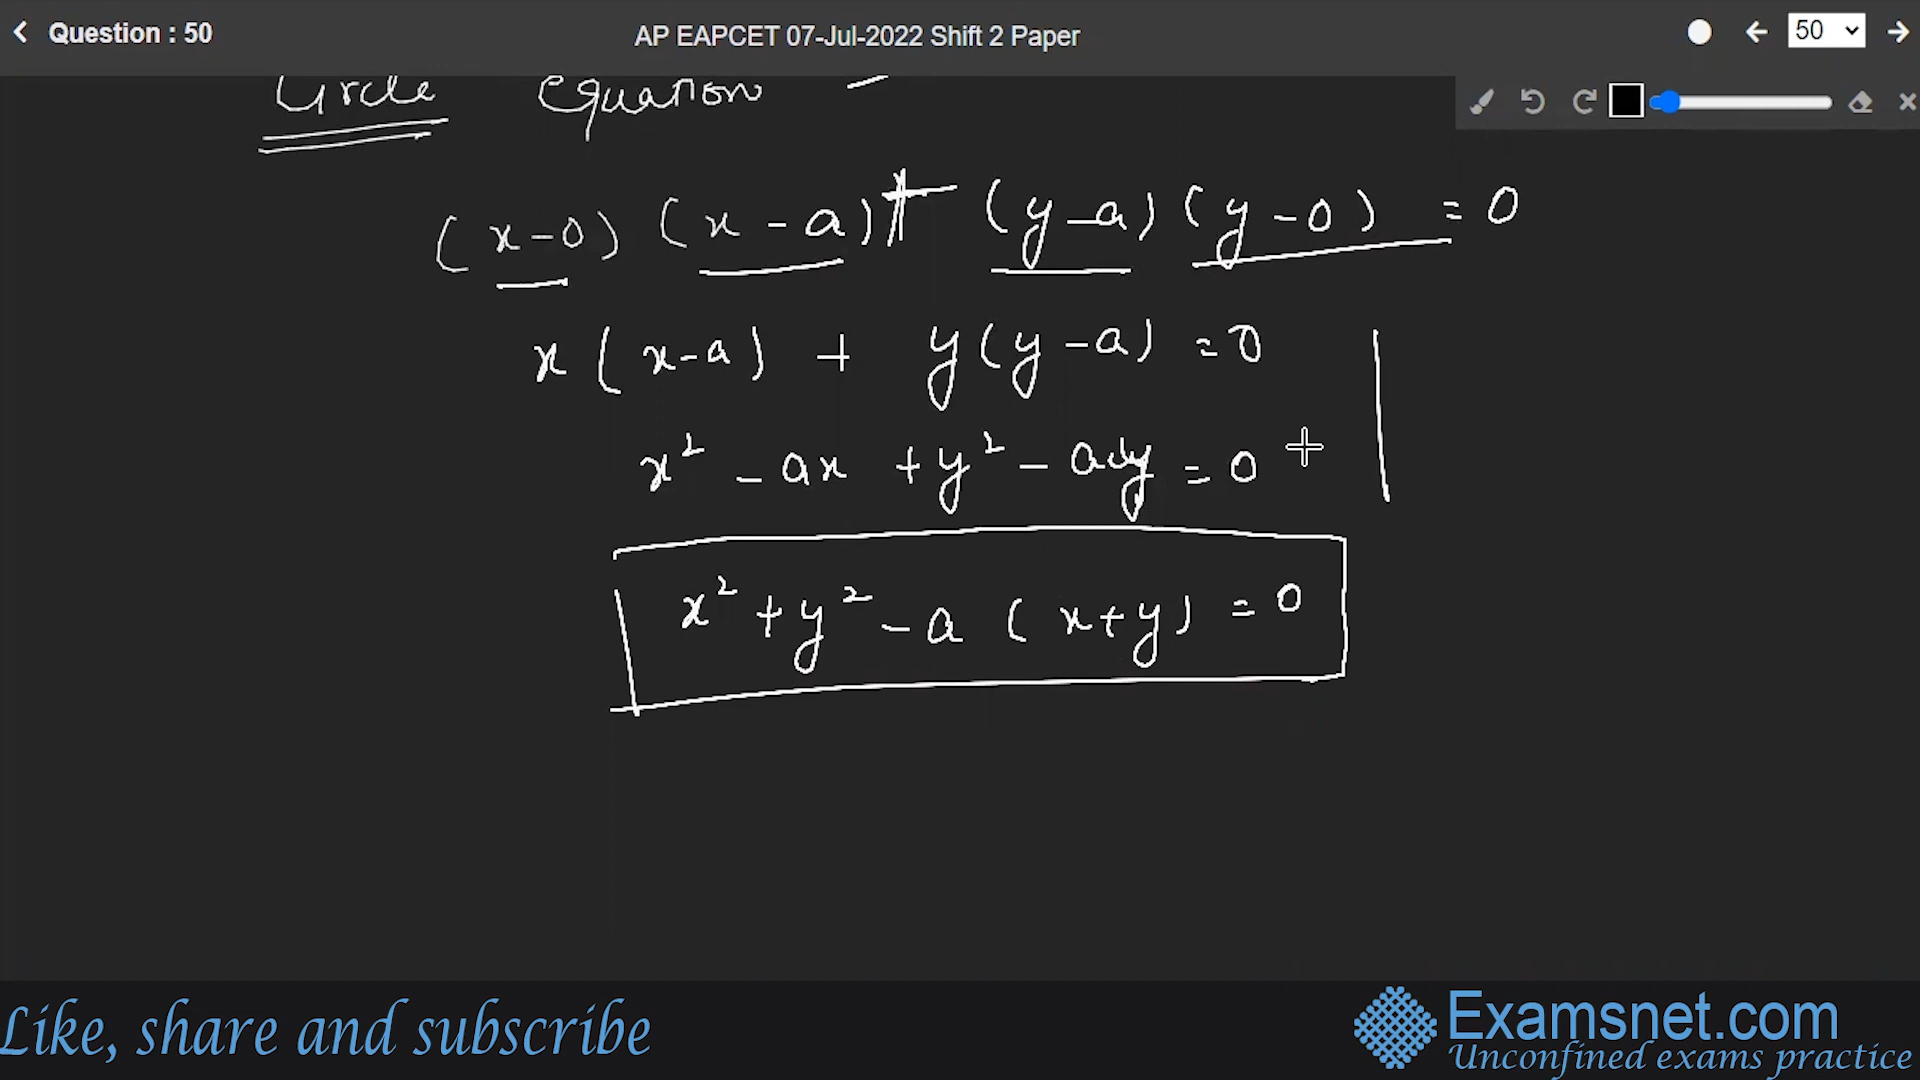 Question : 50
AP EAPCET 07-Jul-2022 Shift 2 Paper
50
Circle equation -
(x-0) (x-a) + (y-a) (y-0) = 0
x(x-a) + y(y-a) = 0
x² - ax + y² - ay = 0
x² + y² - a (x+y) = 0
Like, share and subscribe
Examsnet.com
Unconfined exams practice